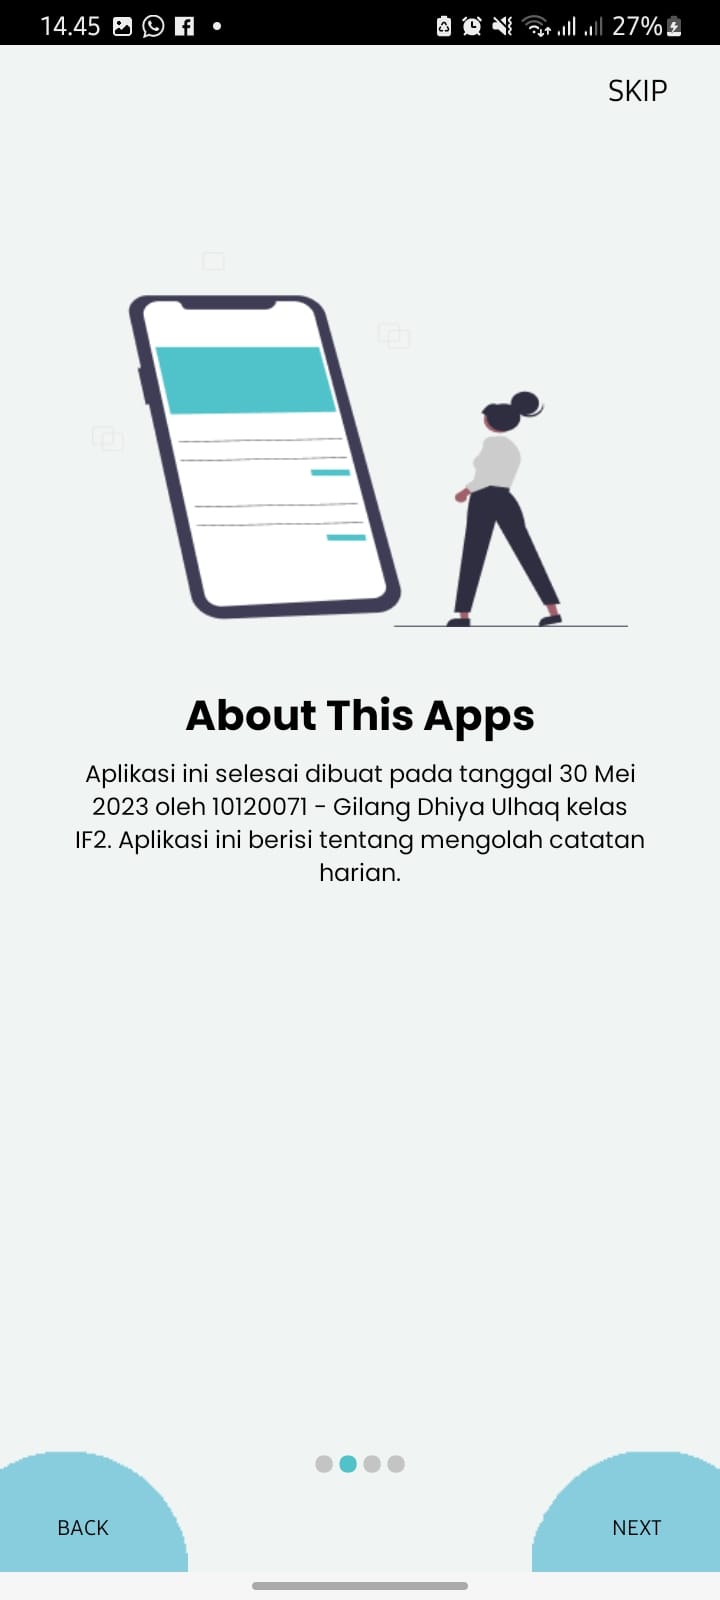 14.45
27%
SKIP
About This Apps
Aplikasi ini selesai dibuat pada tanggal 30 Mei
2023 oleh 10120071 - Gilang Dhiya Ulhaq kelas
IF2. Aplikasi ini berisi tentang mengolah catatan
harian.
BACK
NEXT